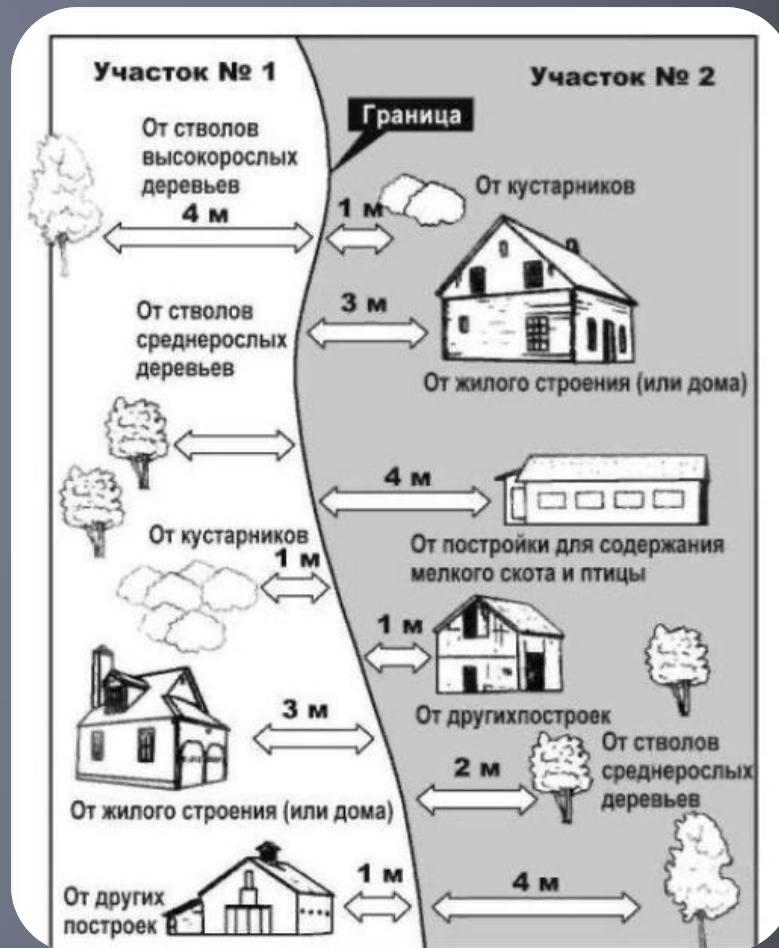 Участок № 1
Участок № 2
Граница
От стволов
высокорослых
деревьев
4 м
1 м
От кустарников
От стволов
среднерослых
деревьев
3 м
От жилого строения (или дома)
4 м
От постройки для содержания
мелкого скота и птицы
От кустарников
1 м
1 м
От другихпостроек
3 м
От жилого строения (или дома)
От стволов
среднерослых
деревьев
2 м
От других
построек
1 м
4 м